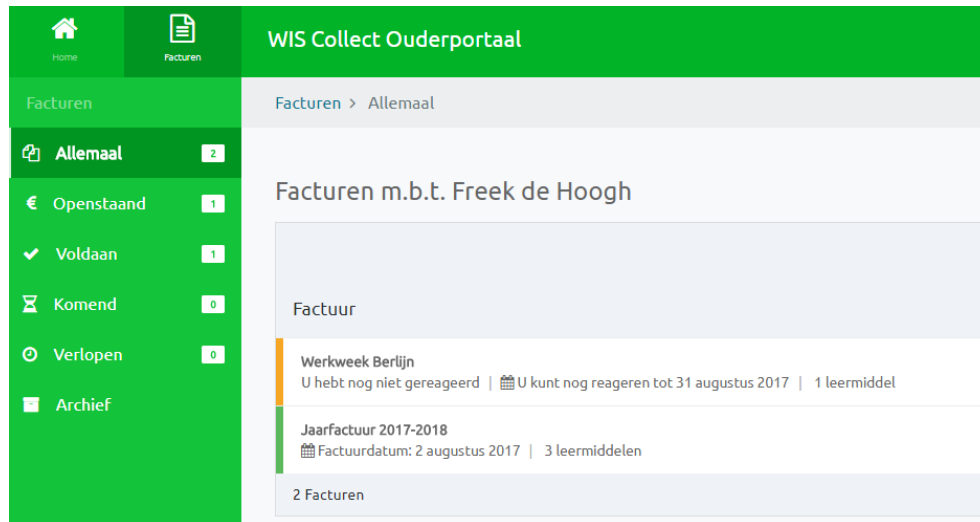 Home
Facturen
WIS Collect Ouderportaal
Facturen
Facturen > Allemaal
Allemaal 2
€ Openstaand 1
Voldaan 1
Komend 0
Verlopen 0
Archief
Facturen m.b.t. Freek de Hoogh
Factuur
Werkweek Berlijn
U hebt nog niet gereageerd | U kunt nog reageren tot 31 augustus 2017 | 1 leermiddel
Jaarfactuur 2017-2018
Factuurdatum: 2 augustus 2017 | 3 leermiddelen
2 Facturen